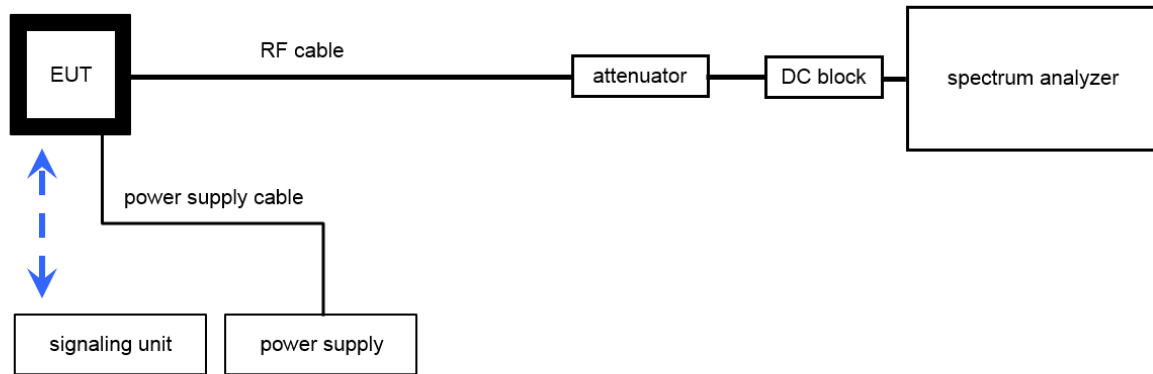 RF cable
EUT
attenuator
DC block
spectrum analyzer
power supply cable
signaling unit
power supply